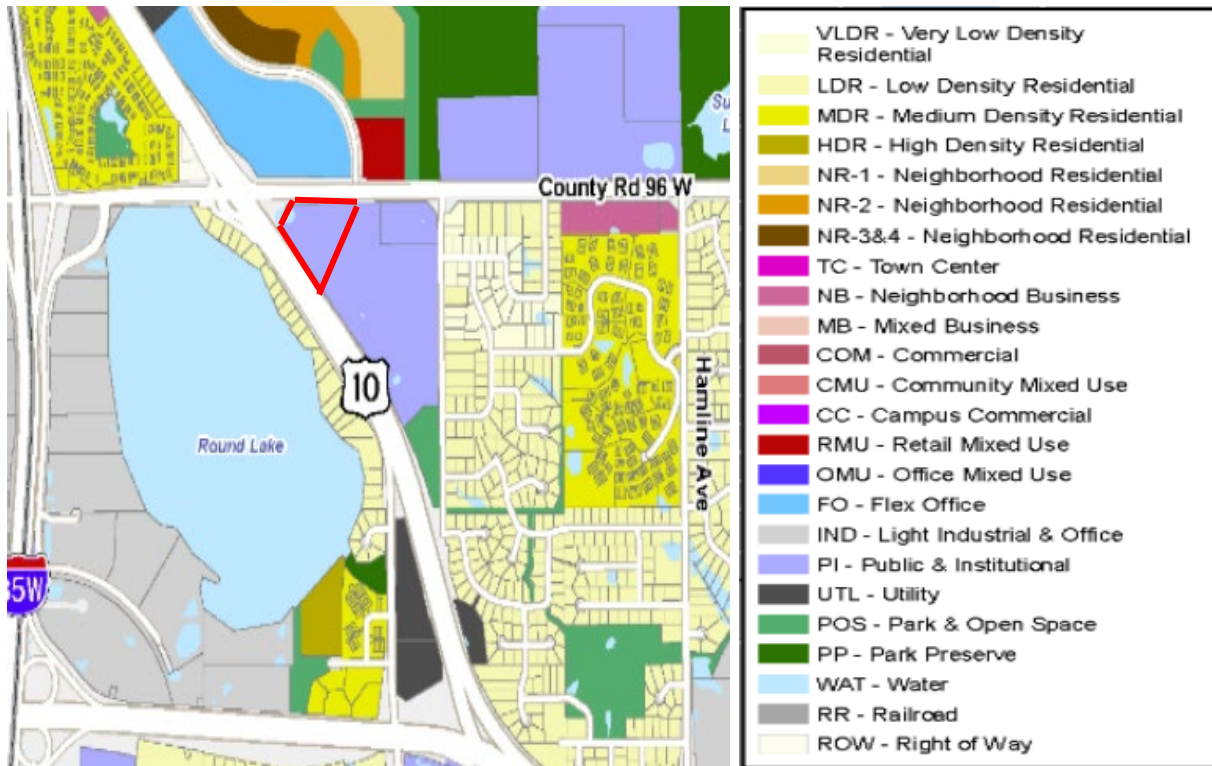 County Rd 96 W
10
Hamline Ave
Round Lake
35W
VLDR - Very Low Density
Residential
LDR - Low Density Residential
MDR - Medium Density Residential
HDR - High Density Residential
NR-1 - Neighborhood Residential
NR-2 - Neighborhood Residential
NR-3&4 - Neighborhood Residential
TC - Town Center
NB - Neighborhood Business
MB - Mixed Business
COM - Commercial
CMU - Community Mixed Use
CC - Campus Commercial
RMU - Retail Mixed Use
OMU - Office Mixed Use
FO - Flex Office
IND - Light Industrial & Office
PI - Public & Institutional
UTL - Utility
POS - Park & Open Space
PP - Park Preserve
WAT - Water
RR - Railroad
ROW - Right of Way